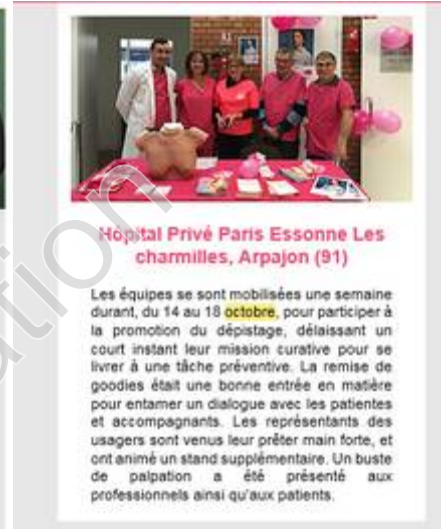 Hôpital Privé Paris Essonne Les
charmilles, Arpajon (91)
Les équipes se sont mobilisées une semaine
durant, du 14 au 18 octobre, pour participer à
la promotion du dépistage, délaissant un
court instant leur mission curative pour se
livrer à une tâche préventive. La remise de
goodies était une bonne entrée en matière
pour entamer un dialogue avec les patientes
et accompagnants. Les représentants des
usagers sont venus leur prêter main forte, et
ont animé un stand supplémentaire. Un buste
de palpation a été présenté aux
professionnels ainsi qu'aux patients.